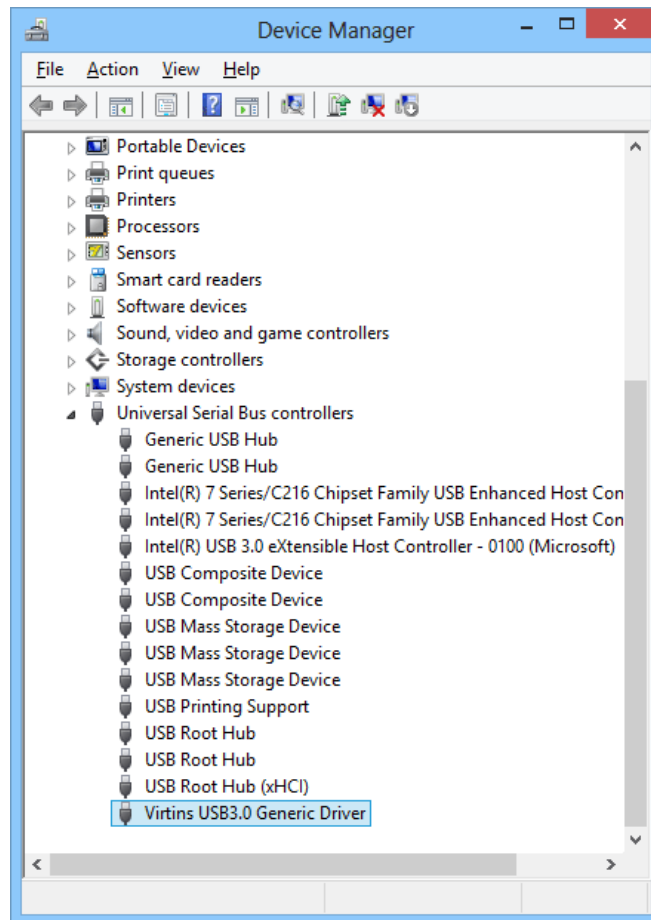 Device Manager
File Action View Help
Portable Devices
Print queues
Printers
Processors
Sensors
Smart card readers
Software devices
Sound, video and game controllers
Storage controllers
System devices
Universal Serial Bus controllers
Generic USB Hub
Generic USB Hub
Intel(R) 7 Series/C216 Chipset Family USB Enhanced Host Con
Intel(R) 7 Series/C216 Chipset Family USB Enhanced Host Con
Intel(R) USB 3.0 eXtensible Host Controller - 0100 (Microsoft)
USB Composite Device
USB Composite Device
USB Mass Storage Device
USB Mass Storage Device
USB Mass Storage Device
USB Printing Support
USB Root Hub
USB Root Hub
USB Root Hub (xHCI)
Virtins USB3.0 Generic Driver